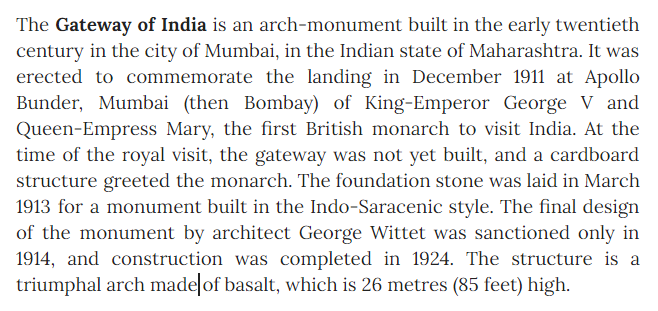 The Gateway of India is an arch-monument built in the early twentieth
century in the city of Mumbai, in the Indian state of Maharashtra. It was
erected to commemorate the landing in December 1911 at Apollo
Bunder, Mumbai (then Bombay) of King-Emperor George V and
Queen-Empress Mary, the first British monarch to visit India. At the
time of the royal visit, the gateway was not yet built, and a cardboard
structure greeted the monarch. The foundation stone was laid in March
1913 for a monument built in the Indo-Saracenic style. The final design
of the monument by architect George Wittet was sanctioned only in
1914, and construction was completed in 1924. The structure is a
triumphal arch made of basalt, which is 26 metres (85 feet) high.